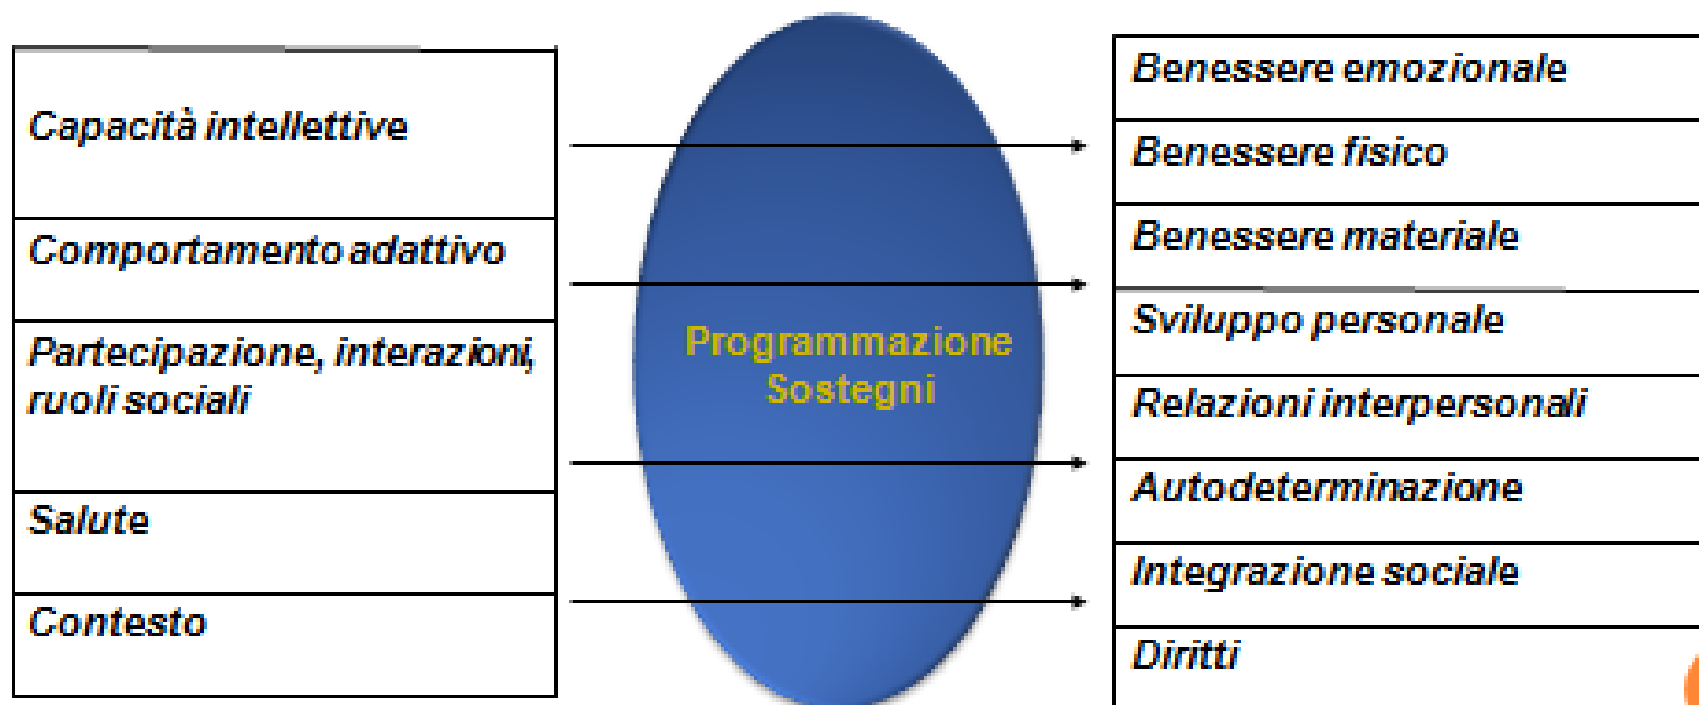 Capacità intellettive
Comportamento adattivo
Partecipazione, interazioni,
ruoli sociali
Salute
Contesto
Programmazione
Sostegni
Benessere emozionale
Benessere fisico
Benessere materiale
Sviluppo personale
Relazioni interpersonali
Autodeterminazione
Integrazione sociale
Diritti